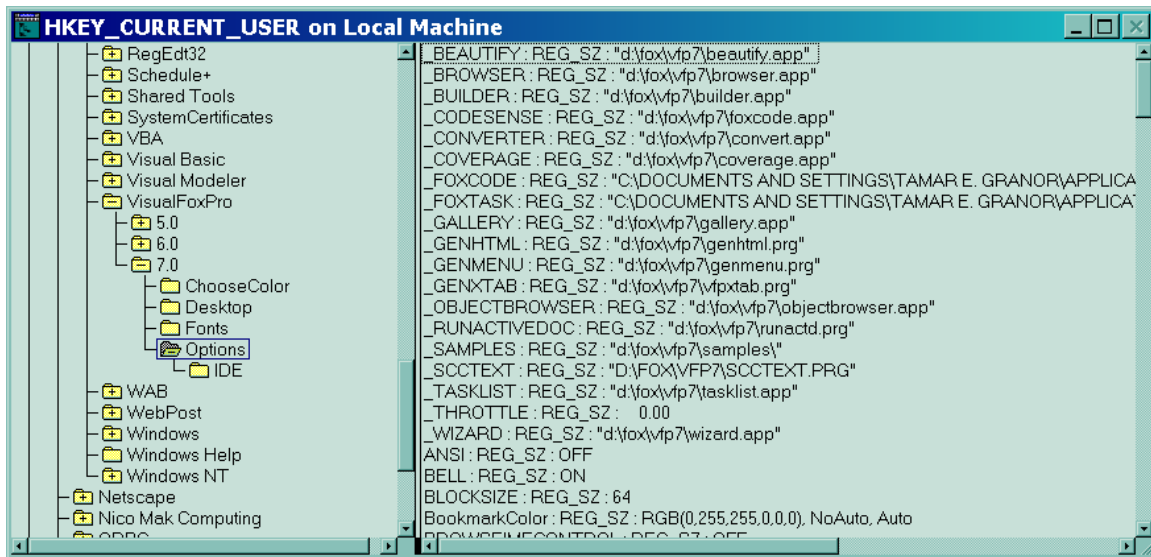 HKEY_CURRENT_USER on Local Machine
RegEdt32
Schedule+
Shared Tools
SystemCertificates
VBA
Visual Basic
Visual Modeler
VisualFoxPro
5.0
6.0
7.0
ChooseColor
Desktop
Fonts
Options
IDE
WAB
WebPost
Windows
Windows Help
Windows NT
Netscape
Nico Mak Computing
ODBC
_BEAUTIFY : REG_SZ : "d:\fox\vfp7\beautify.app"
_BROWSER : REG_SZ : "d:\fox\vfp7\browser.app"
_BUILDER : REG_SZ : "d:\fox\vfp7\builder.app"
_CODESENSE : REG_SZ : "d:\fox\vfp7\foxcode.app"
_CONVERTER : REG_SZ : "d:\fox\vfp7\convert.app"
_COVERAGE : REG_SZ : "d:\fox\vfp7\coverage.app"
_FOXCODE : REG_SZ : "C:\DOCUMENTS AND SETTINGS\TAMAR E. GRANOR\APPLICA
_FOXTASK : REG_SZ : "C:\DOCUMENTS AND SETTINGS\TAMAR E. GRANOR\APPLICAT
_GALLERY : REG_SZ : "d:\fox\vfp7\gallery.app"
_GENHTML : REG_SZ : "d:\fox\vfp7\genhtml.prg"
_GENMENU : REG_SZ : "d:\fox\vfp7\genmenu.prg"
_GENXTAB : REG_SZ : "d:\fox\vfp7\vfpxtab.prg"
_OBJECTBROWSER : REG_SZ : "d:\fox\vfp7\objectbrowser.app"
_RUNACTIVEDOC : REG_SZ : "d:\fox\vfp7\runactd.prg"
_SAMPLES : REG_SZ : "d:\fox\vfp7\samples\"
_SCCTEXT : REG_SZ : "D:\FOX\VFP7\SCCTEXT.PRG"
_TASKLIST : REG_SZ : "d:\fox\vfp7\tasklist.app"
_THROTTLE : REG_SZ : 0.00
_WIZARD : REG_SZ : "d:\fox\vfp7\wizard.app"
ANSI : REG_SZ : OFF
BELL : REG_SZ : ON
BLOCKSIZE : REG_SZ : 64
BookmarkColor : REG_SZ : RGB(0,255,255,0,0,0), NoAuto, Auto
BROWSEIMECONTROL : REG_SZ : OFF